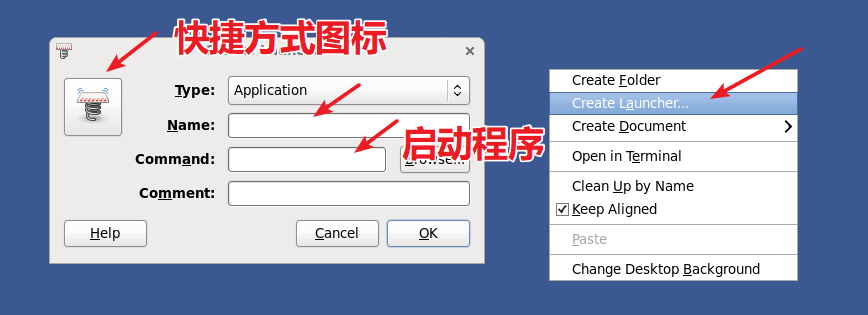 快捷方式图标
Type:
Application
Name:
Command:
启动程序
Browse...
Comment:
Help
Cancel
OK
Create Folder
Create Launcher...
Create Document
Open in Terminal
Clean Up by Name
Keep Aligned
Paste
Change Desktop Background